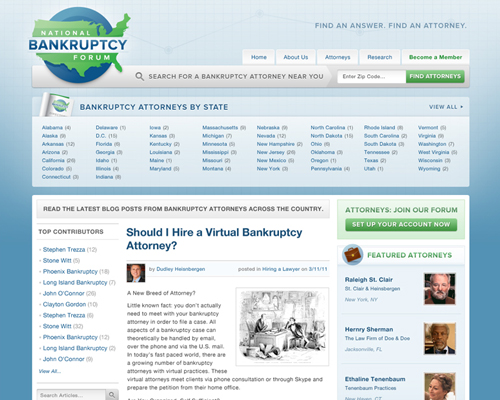 NATIONAL
BANKRUPTCY
FORUM
FIND AN ANSWER. FIND AN ATTORNEY.
Home About Us Attorneys Research Become a Member
SEARCH FOR A BANKRUPTCY ATTORNEY NEAR YOU
Enter Zip Code...
FIND ATTORNEYS
BANKRUPTCY ATTORNEYS BY STATE
VIEW ALL
Alabama (4) Delaware (1) Iowa (2) Massachusetts (9) Nebraska (9) North Carolina (1) Rhode Island (8) Vermont (5)
Alaska (9) D.C. (15) Kansas (3) Michigan (7) Nevada (12) North Dakota (1) South Carolina (2) Virginia (6)
Arkansas (12) Florida (6) Kentucky (2) Minnesota (5) New Hampshire (2) Ohio (6) South Dakota (3) Washington (7)
Arizona (2) Georgia (3) Louisiana (2) Mississippi (3) New Jersey (26) Oklahoma (3) Tennessee (2) West Virginia (5)
California (26) Idaho (1) Maine (1) Missouri (2) New Mexico (5) Oregon (1) Texas (2) Wisconsin (3)
Colorado (5) Illinois (4) Maryland (5) Montana (4) New York (3) Pennsylvania (4) Utah (1) Wyoming (2)
Connecticut (3) Indiana (8)
READ THE LATEST BLOG POSTS FROM BANKRUPTCY ATTORNEYS ACROSS THE COUNTRY.
TOP CONTRIBUTORS
Stephen Trezza (12)
Stone Witt (5)
Phoenix Bankruptcy (12)
Long Island Bankruptcy (7)
John O'Connor (26)
Clayton Gordon (10)
Stephen Trezza (6)
Stone Witt (32)
Phoenix Bankruptcy (1)
Long Island Bankruptcy (2)
John O'Connor (9)
View All...
Search Articles...
Should I Hire a Virtual Bankruptcy
Attorney?
by Dudley Heisenbergen
posted in Hiring a Lawyer on 3/11/11
A New Breed of Attorney?
Little known fact: you don't actually
need to meet with your bankruptcy
attorney in order to file a case. All
aspects of a bankruptcy case can
theoretically be handled by email,
over the phone and via the U.S. mail.
In today's fast paced world, there are
a growing number of bankruptcy
attorneys with virtual practices. These
virtual attorneys meet clients via phone consultation or through Skype and
prepare the petition from their home office.
ATTORNEYS: JOIN OUR FORUM
SET UP YOUR ACCOUNT NOW
FEATURED ATTORNEYS
Raleigh St. Clair
St. Clair & Heinsbergen
New York, NY
Hernry Sherman
The Law Firm of Doe & Doe
Jacksonville, FL
Ethaline Tenenbaum
Tenenbaum Practices
New Haven, CT